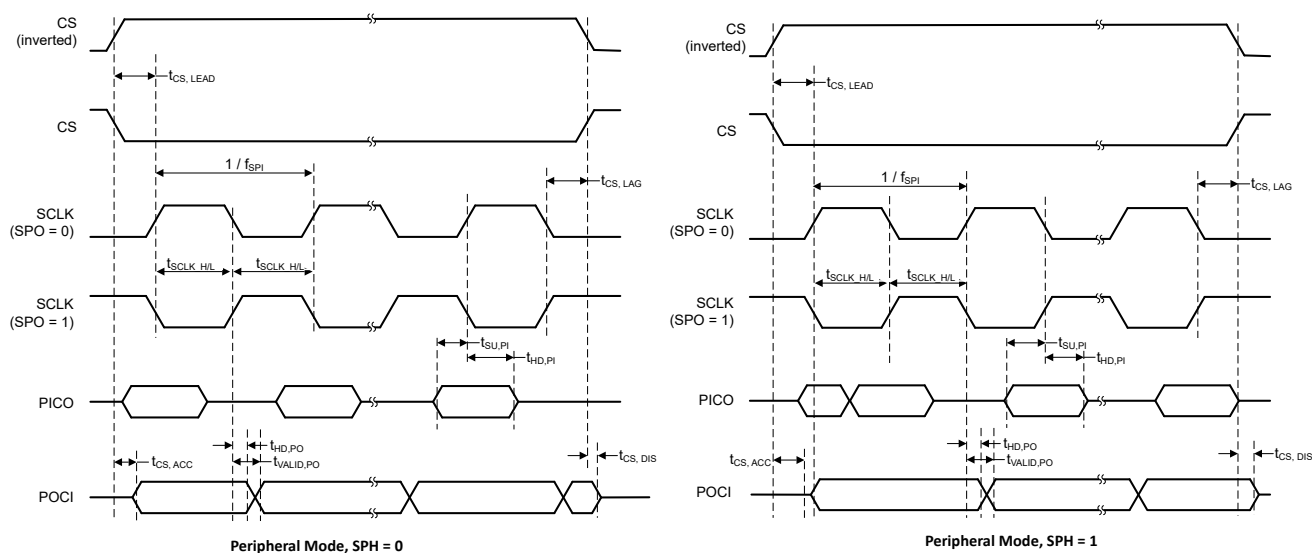 CS
(inverted)
tCS, LEAD
CS
1 / fSPI
tCS, LAG
SCLK
(SPO = 0)
tSCLK_H/L
tSCLK_H/L
SCLK
(SPO = 1)
tSU,PI
tHD,PI
PICO
tHD,PO
tVALID,PO
tCS, ACC
tCS, DIS
POCI
Peripheral Mode, SPH = 0
CS
(inverted)
tCS, LEAD
CS
1 / fSPI
tCS, LAG
SCLK
(SPO = 0)
tSCLK_H/L
tSCLK_H/L
SCLK
(SPO = 1)
tSU,PI
tHD,PI
PICO
tHD,PO
tCS, ACC
tVALID,PO
tCS, DIS
POCI
Peripheral Mode, SPH = 1